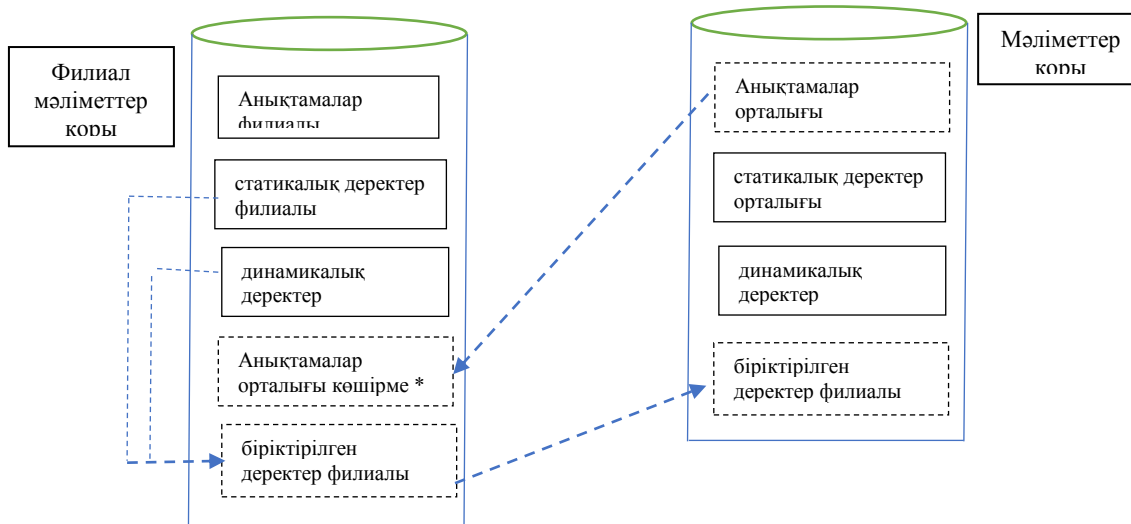 Филиал
мәліметтер
қоры
Анықтамалар
филиалы
статикалық деректер
филиалы
динамикалық
деректер
Анықтамалар
орталығы көшірме *
біріктірілген
деректер филиалы
Мәліметтер
қоры
Анықтамалар
орталығы
статикалық деректер
орталығы
динамикалық
деректер
біріктірілген
деректер филиалы